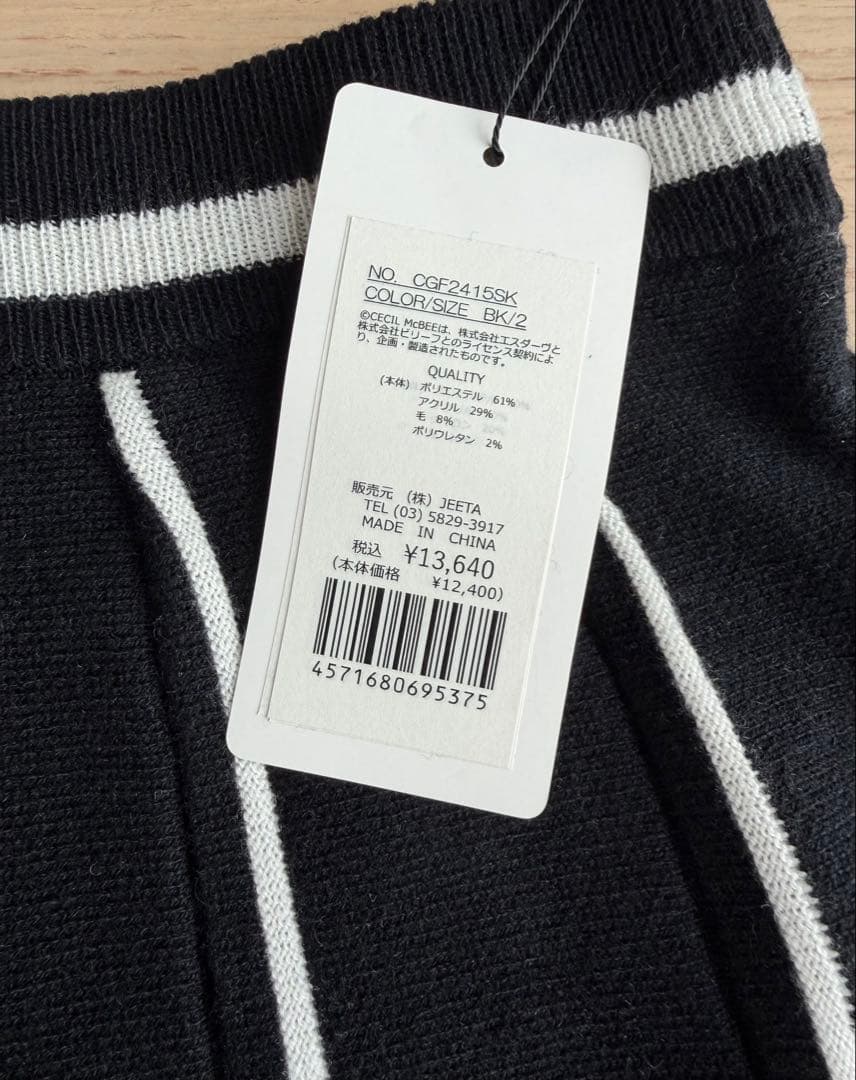 NO. CGF2415SK
COLOR/SIZE BK/2
©CECIL McBEEは、株式会社エスターヴと
株式会社ビリーフとのライセンス契約によ
り、企画・製造されたものです。
QUALITY
(本体) ポリエステル 61%
アクリル 29%
毛 8%
ポリウレタン 2%
販売元 (株) JEETA
TEL (03) 5829-3917
MADE IN CHINA
税込 ¥13,640
(本体価格 ¥12,400)
4571680695375